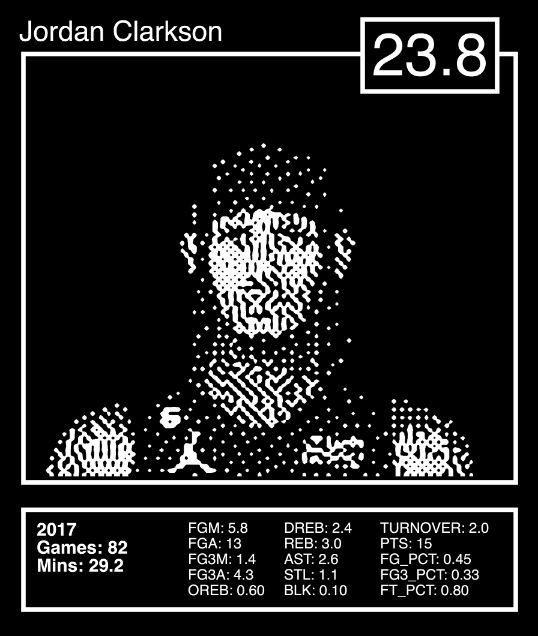 Jordan Clarkson
23.8
6
2017
Games: 82
Mins: 29.2
FGM: 5.8
FGA: 13
FG3M: 1.4
FG3A: 4.3
OREB: 0.60
DREB: 2.4
REB: 3.0
AST: 2.6
STL: 1.1
BLK: 0.10
TURNOVER: 2.0
PTS: 15
FG_PCT: 0.45
FG3_PCT: 0.33
FT_PCT: 0.80